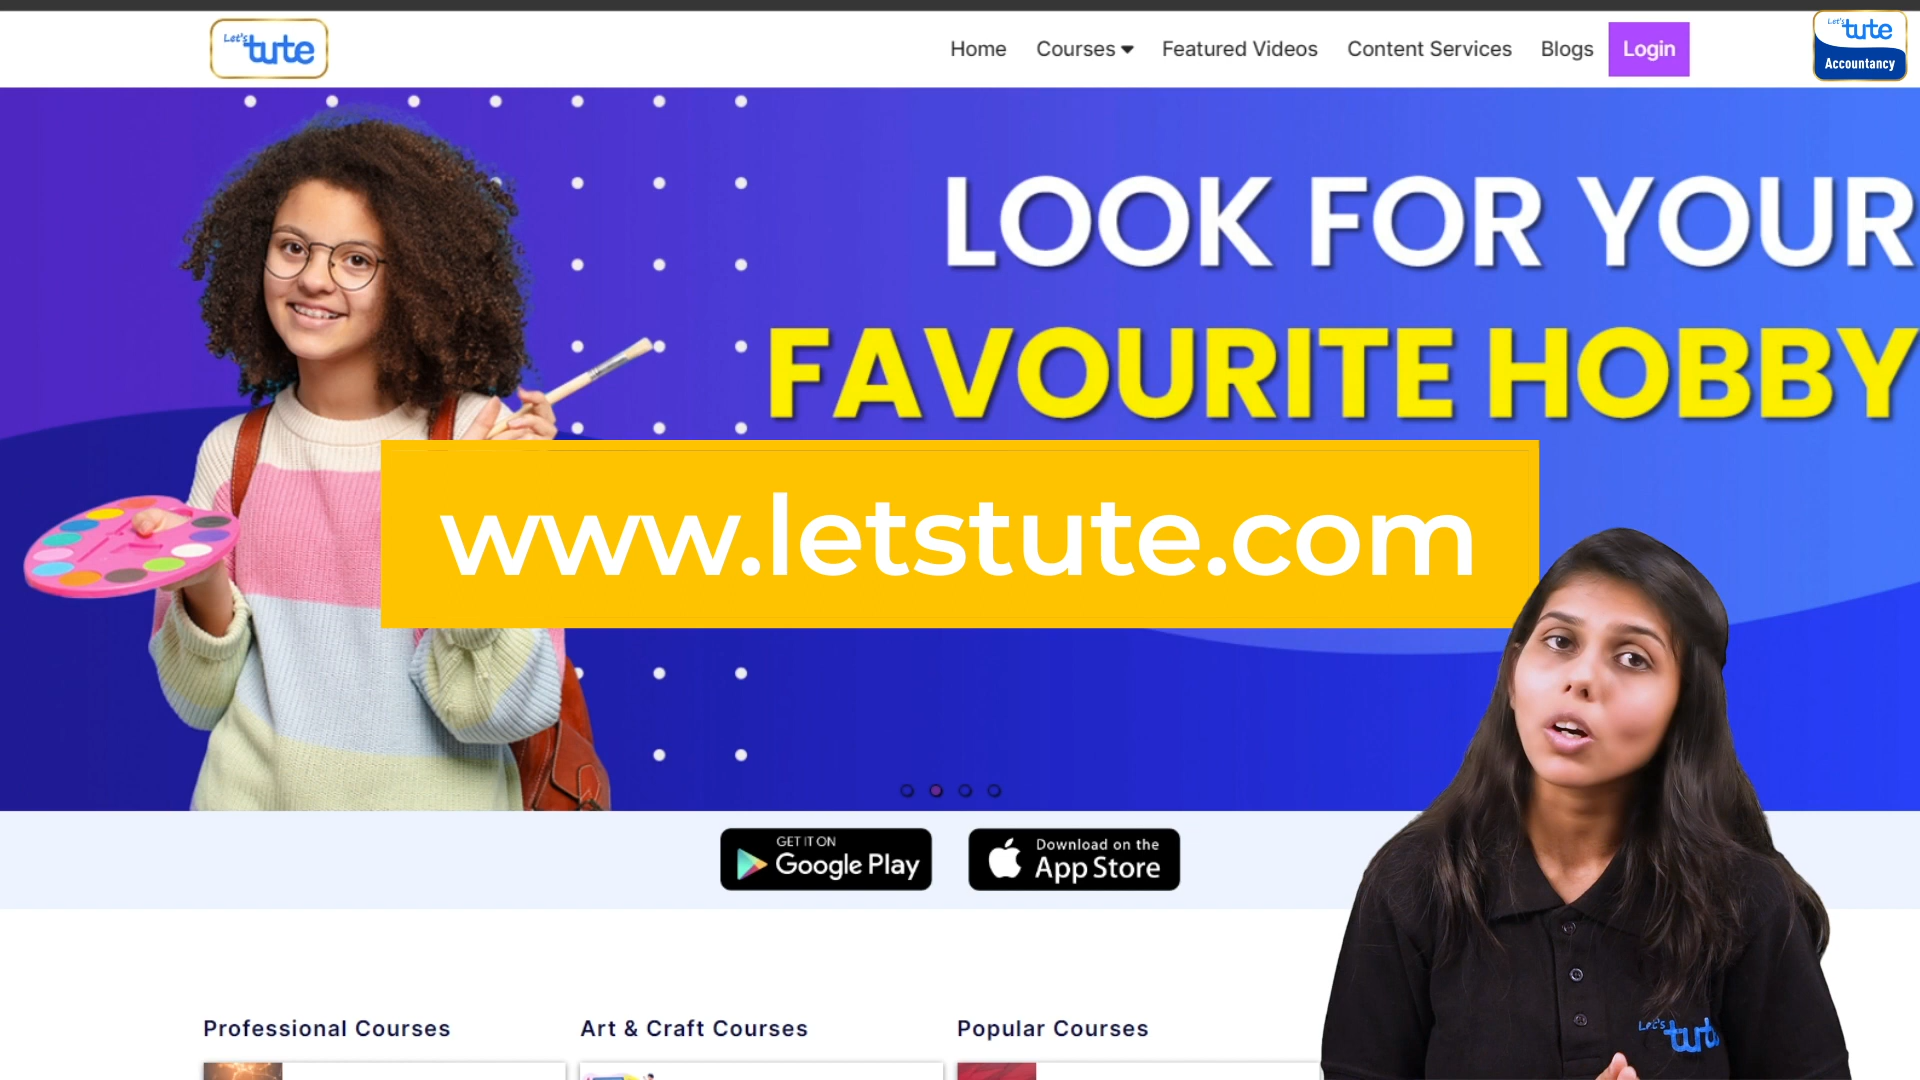 Let's tute
Home Courses Featured Videos Content Services Blogs Login
Let's tute
Accountancy
LOOK FOR YOUR
FAVOURITE HOBBY
www.letstute.com
GET IT ON
Google Play
Download on the
App Store
Professional Courses Art & Craft Courses Popular Courses
Let's tute